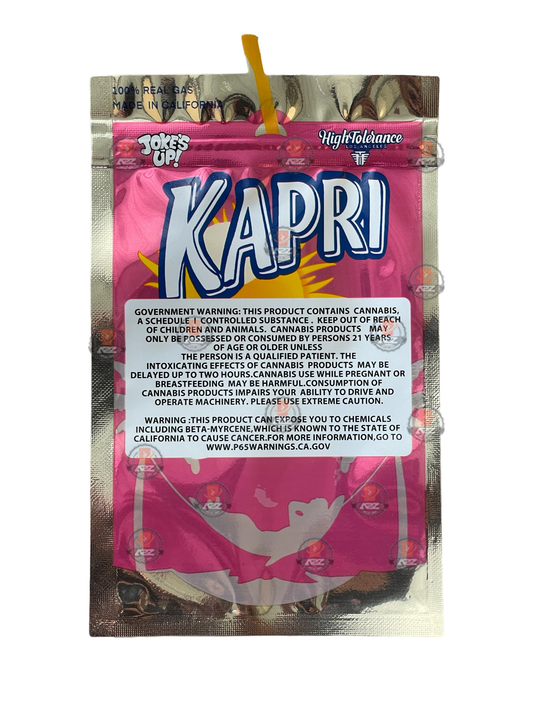 100% REAL GAS
MADE IN CALIFORNIA
JOKE'S
UP!
HighTolerance
LOS ANGELES
KAPRI
GOVERNMENT WARNING: THIS PRODUCT CONTAINS CANNABIS,
A SCHEDULE I CONTROLLED SUBSTANCE . KEEP OUT OF REACH
OF CHILDREN AND ANIMALS. CANNABIS PRODUCTS MAY
ONLY BE POSSESSED OR CONSUMED BY PERSONS 21 YEARS
OF AGE OR OLDER UNLESS
THE PERSON IS A QUALIFIED PATIENT. THE
INTOXICATING EFFECTS OF CANNABIS PRODUCTS MAY BE
DELAYED UP TO TWO HOURS.CANNABIS USE WHILE PREGNANT OR
BREASTFEEDING MAY BE HARMFUL.CONSUMPTION OF
CANNABIS PRODUCTS IMPAIRS YOUR ABILITY TO DRIVE AND
OPERATE MACHINERY. PLEASE USE EXTREME CAUTION.
WARNING :THIS PRODUCT CAN EXPOSE YOU TO CHEMICALS
INCLUDING BETA-MYRCENE,WHICH IS KNOWN TO THE STATE OF
CALIFORNIA TO CAUSE CANCER.FOR MORE INFORMATION,GO TO
WWW.P65WARNINGS.CA.GOV